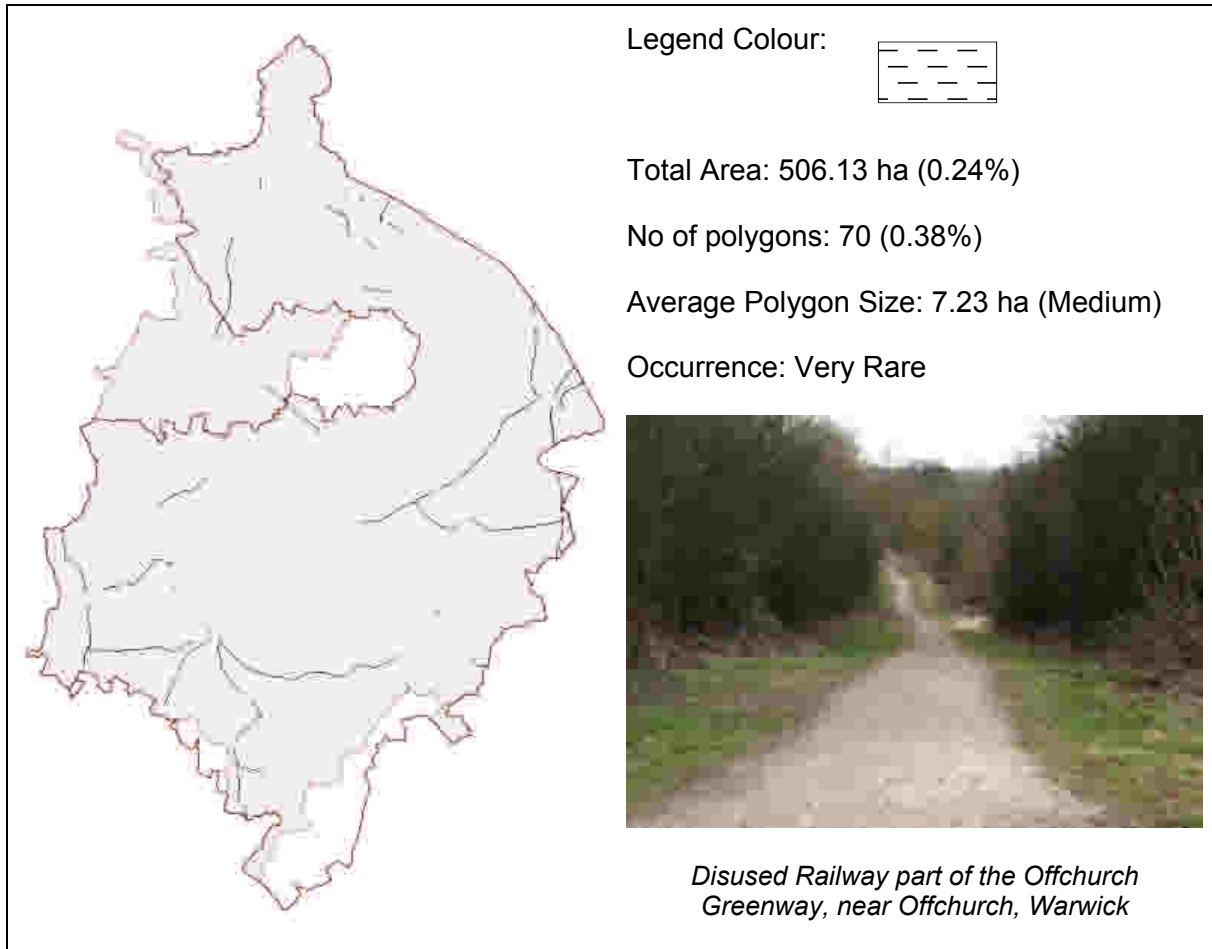 Legend Colour:
Total Area: 506.13 ha (0.24%)
No of polygons: 70 (0.38%)
Average Polygon Size: 7.23 ha (Medium)
Occurrence: Very Rare
Disused Railway part of the Offchurch
Greenway, near Offchurch, Warwick